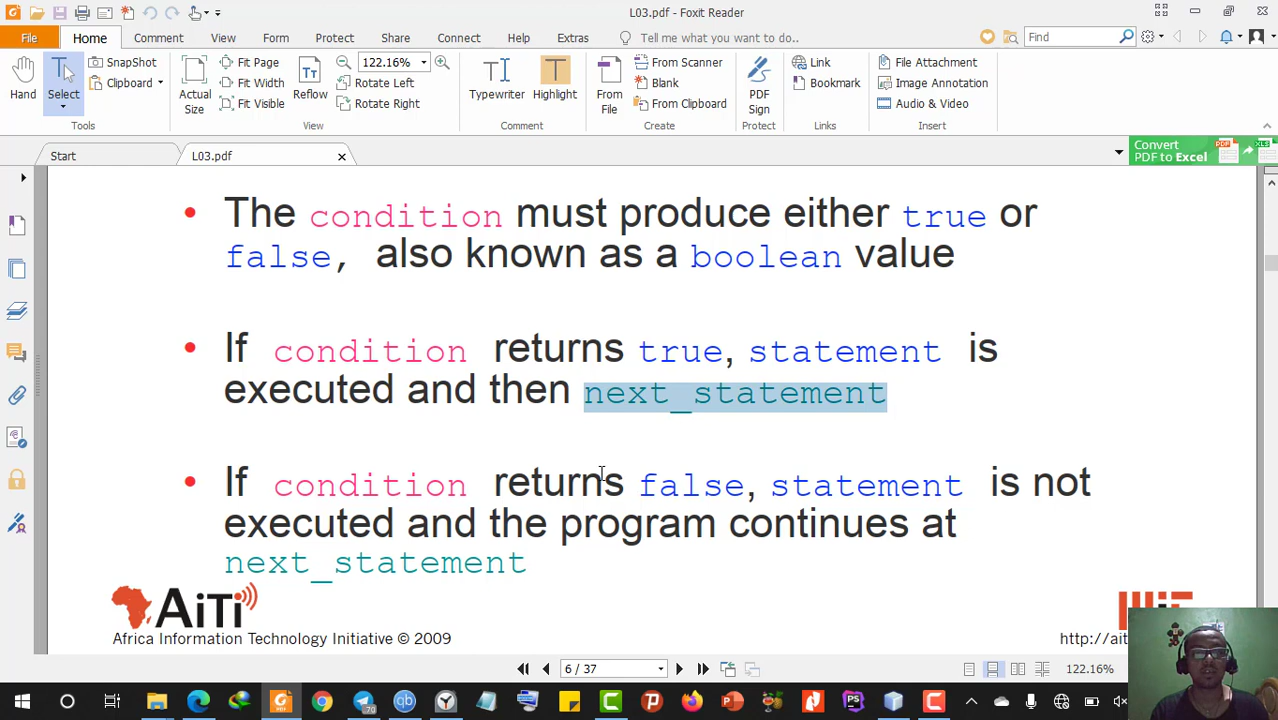 L03.pdf - Foxit Reader
File Home Comment View Form Protect Share Connect Help Extras Tell me what you want to do... Find
Hand Select SnapShot Clipboard Actual Size Fit Page Fit Width Fit Visible Reflow 122.16% Rotate Left Rotate Right Typewriter Highlight From File From Scanner Blank From Clipboard PDF Sign Link Bookmark File Attachment Image Annotation Audio & Video
Tools View Comment Create Protect Links Insert
Start L03.pdf Convert PDF to Excel
• The condition must produce either true or
false, also known as a boolean value
• If condition returns true, statement is
executed and then next_statement
• If condition returns false, statement is not
executed and the program continues at
next_statement
AiTi
Africa Information Technology Initiative © 2009 http://ait
6 / 37 122.16%